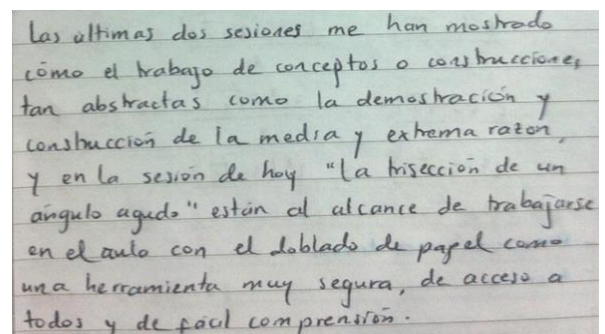 Las últimas dos sesiones me han mostrado
cómo el trabajo de conceptos o construcciones
tan abstractas como la demostración y
construcción de la media y extrema razón,
y en la sesión de hoy "la trisección de un
ángulo agudo" están al alcance de trabajarse
en el aula con el doblado de papel como
una herramienta muy segura, de acceso a
todos y de fácil comprensión.